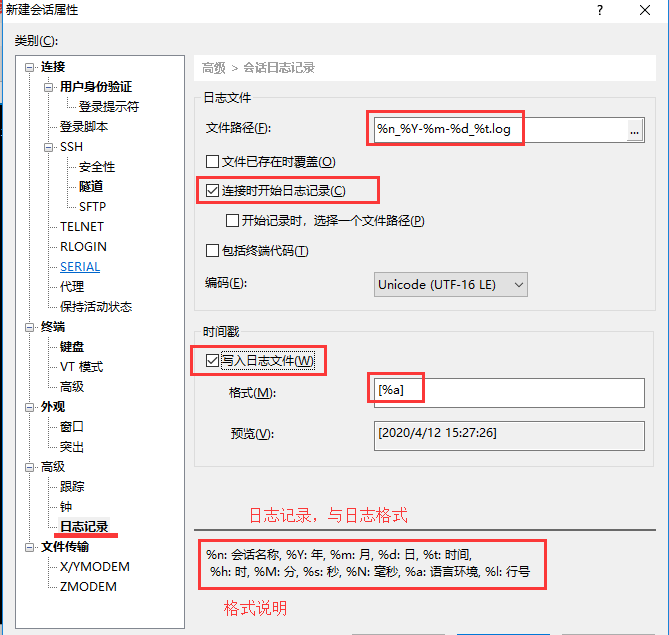 新建会话属性
?
类别(C):
连接
用户身份验证
登录提示符
登录脚本
SSH
安全性
隧道
SFTP
TELNET
RLOGIN
SERIAL
代理
保持活动状态
终端
键盘
VT 模式
高级
外观
窗口
突出
高级
跟踪
钟
日志记录
文件传输
X/YMODEM
ZMODEM
高级 > 会话日志记录
日志文件
文件路径(F):
%n_%Y-%m-%d_%t.log
...
文件已存在时覆盖(O)
连接时开始日志记录(C)
开始记录时，选择一个文件路径(P)
包括终端代码(T)
编码(E):
Unicode (UTF-16 LE)
时间戳
写入日志文件(W)
格式(M):
[%a]
预览(V):
[2020/4/12 15:27:26]
日志记录，与日志格式
%n: 会话名称, %Y: 年, %m: 月, %d: 日, %t: 时间,
%h: 时, %M: 分, %s: 秒, %N: 毫秒, %a: 语言环境, %l: 行号
格式说明